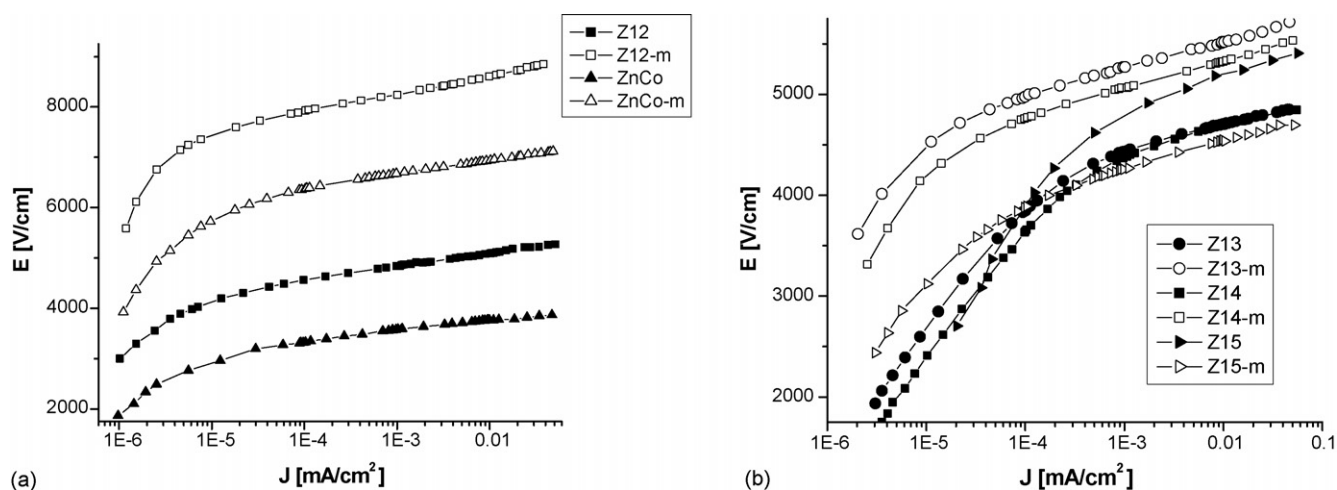 E [V/cm]
8000
6000
4000
2000
1E-6
1E-5
1E-4
1E-3
0.01
J [mA/cm²]
Z12
Z12-m
ZnCo
ZnCo-m
(a)
E [V/cm]
5000
4000
3000
2000
1E-6
1E-5
1E-4
1E-3
0.01
0.1
J [mA/cm²]
Z13
Z13-m
Z14
Z14-m
Z15
Z15-m
(b)